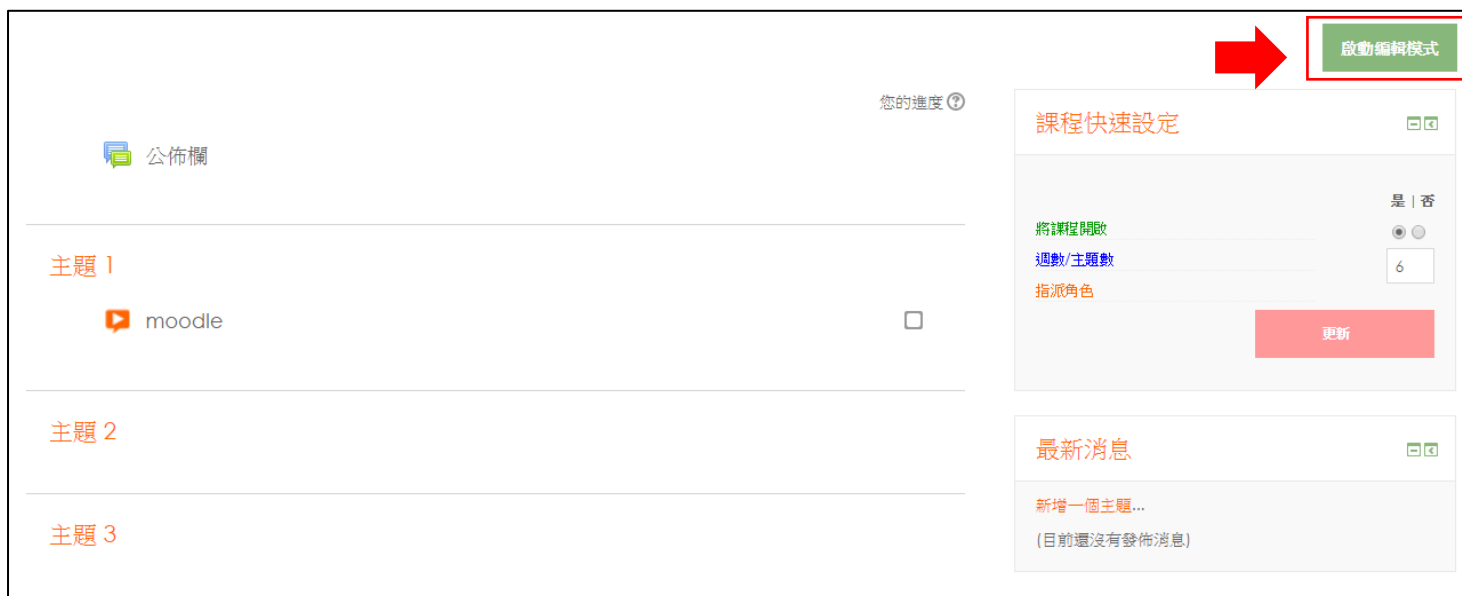 啟動編輯模式
您的進度
公佈欄
主題 1
moodle
主題 2
主題 3
課程快速設定
是 | 否
將課程開啟
週數/主題數
6
指派角色
更新
最新消息
新增一個主題...
(目前還沒有發佈消息)